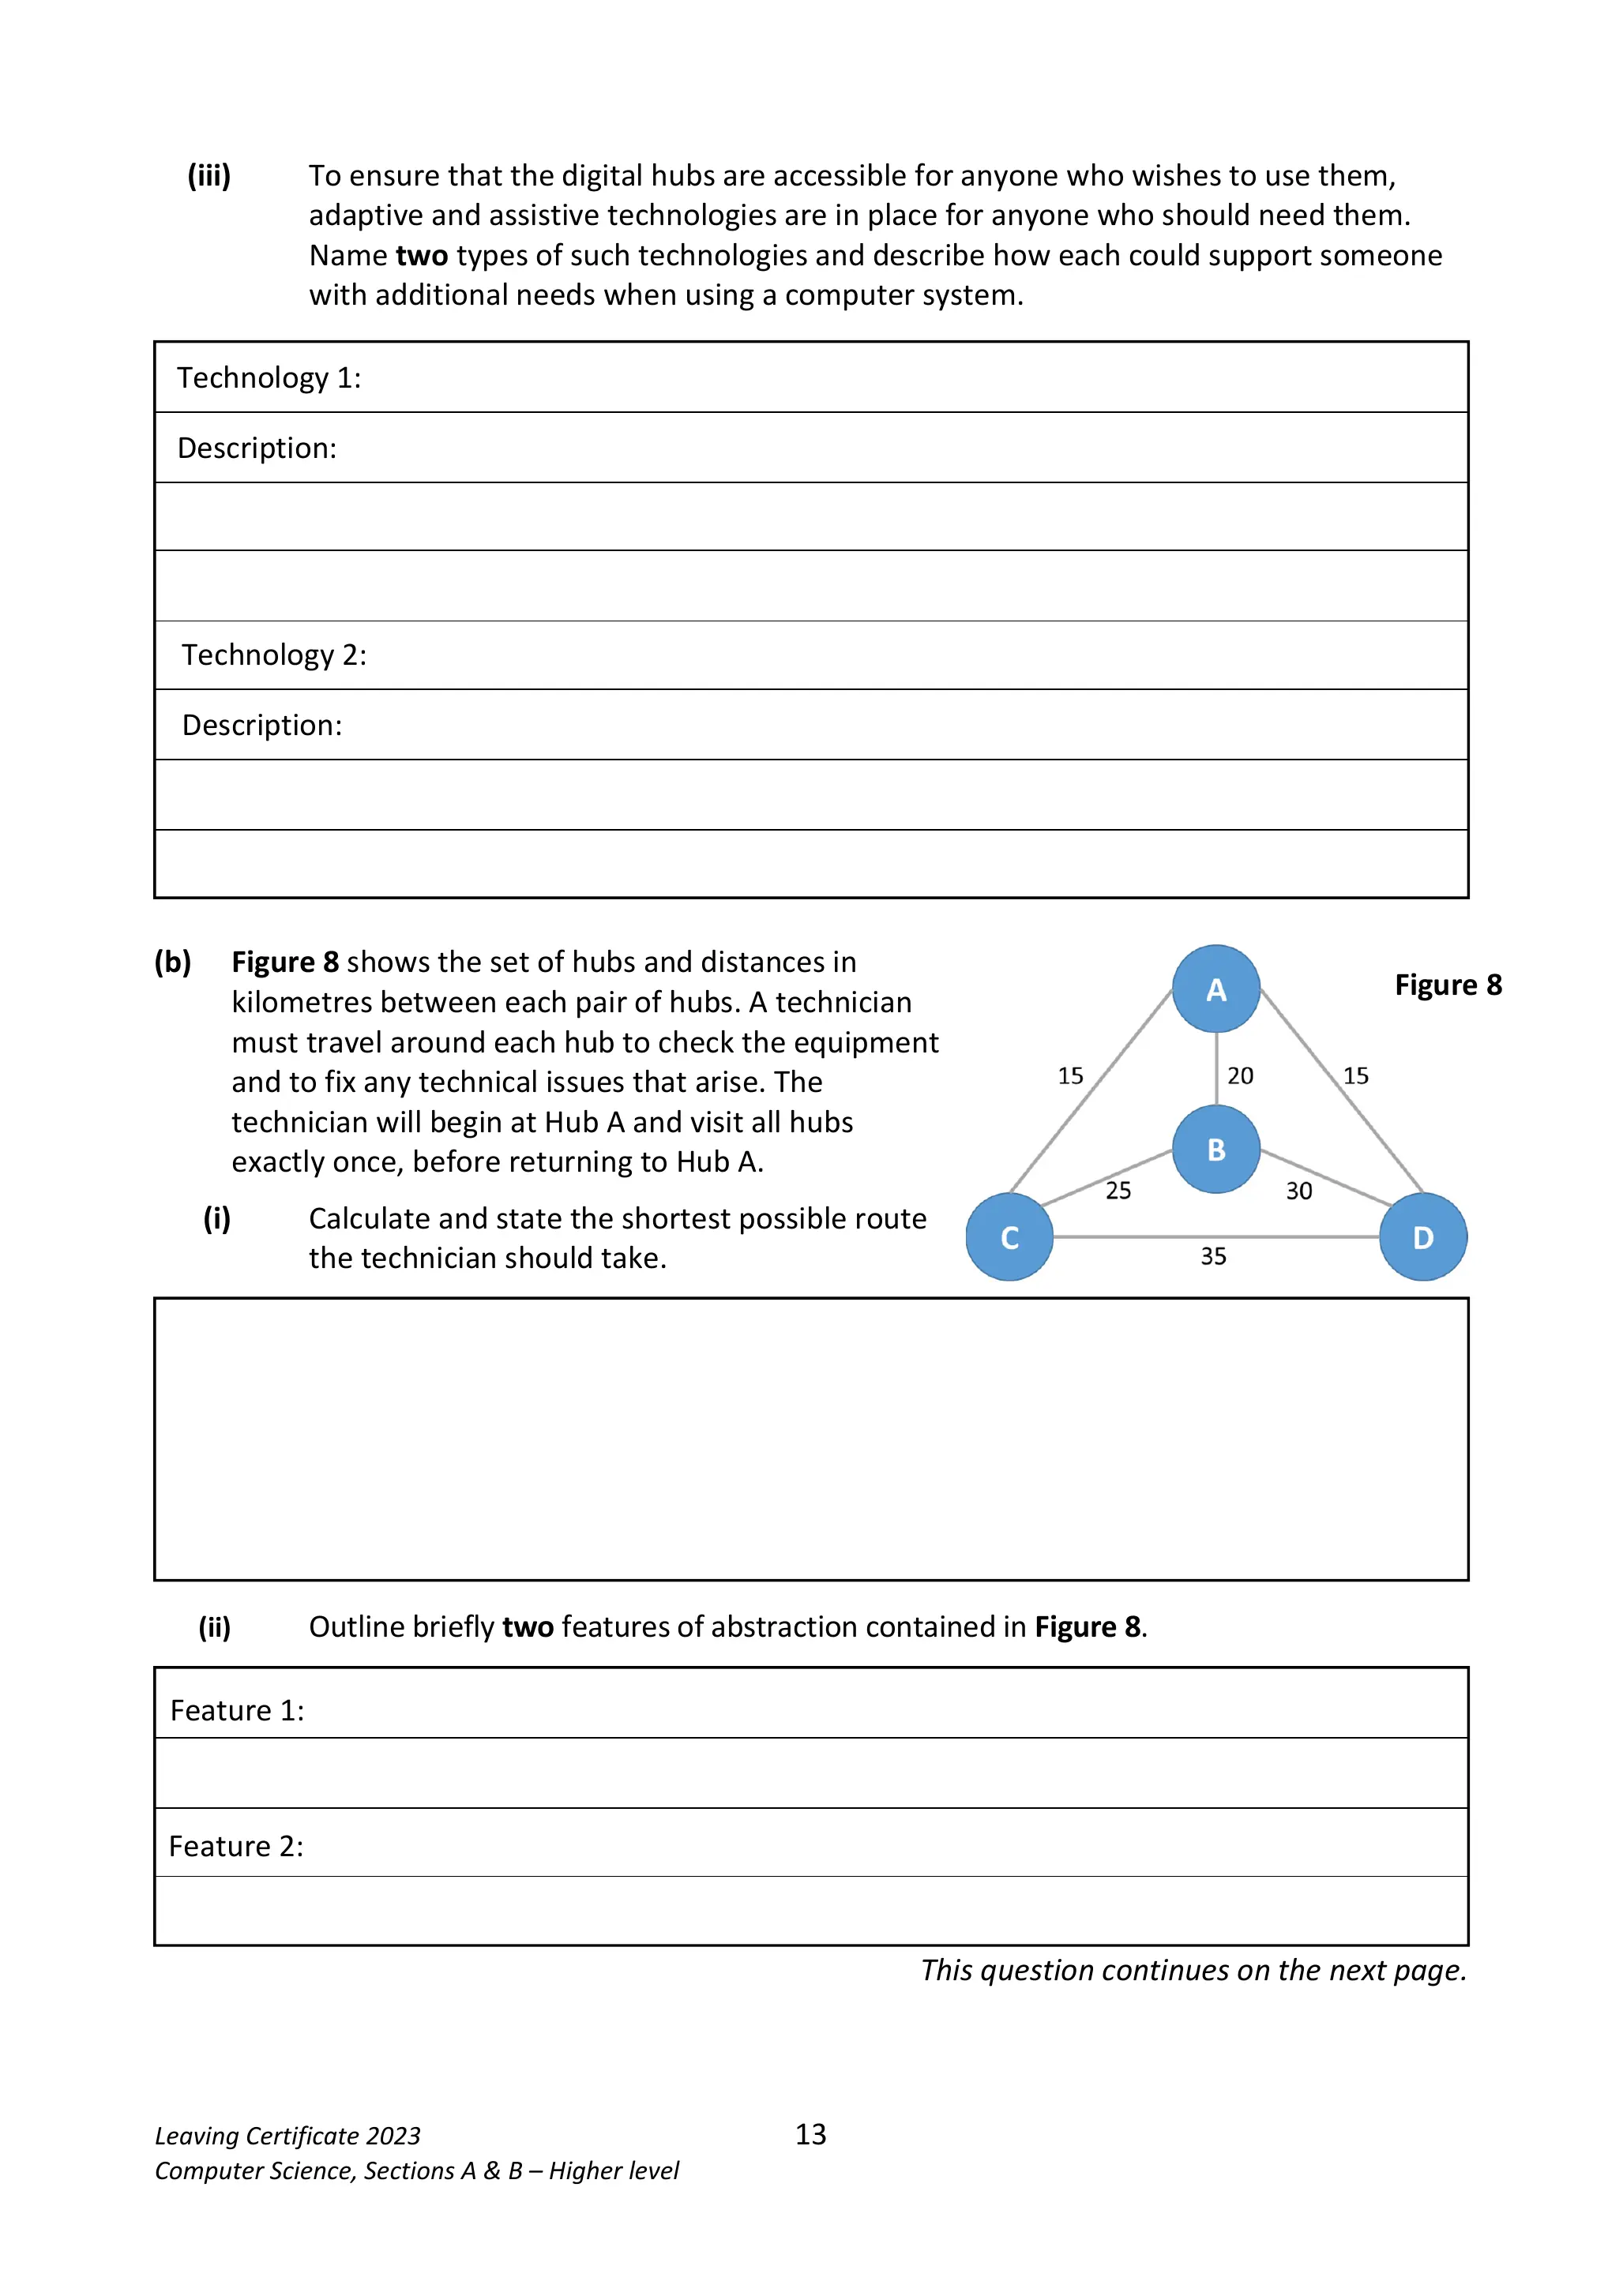 (iii) To ensure that the digital hubs are accessible for anyone who wishes to use them,
adaptive and assistive technologies are in place for anyone who should need them.
Name two types of such technologies and describe how each could support someone
with additional needs when using a computer system.
Technology 1:
Description:
Technology 2:
Description:
(b) Figure 8 shows the set of hubs and distances in
kilometres between each pair of hubs. A technician
must travel around each hub to check the equipment
and to fix any technical issues that arise. The
technician will begin at Hub A and visit all hubs
exactly once, before returning to Hub A.
(i) Calculate and state the shortest possible route
the technician should take.
Figure 8
A
15 20 15
B
25 30
C D
35
(ii) Outline briefly two features of abstraction contained in Figure 8.
Feature 1:
Feature 2:
This question continues on the next page.
Leaving Certificate 2023 13
Computer Science, Sections A & B – Higher level